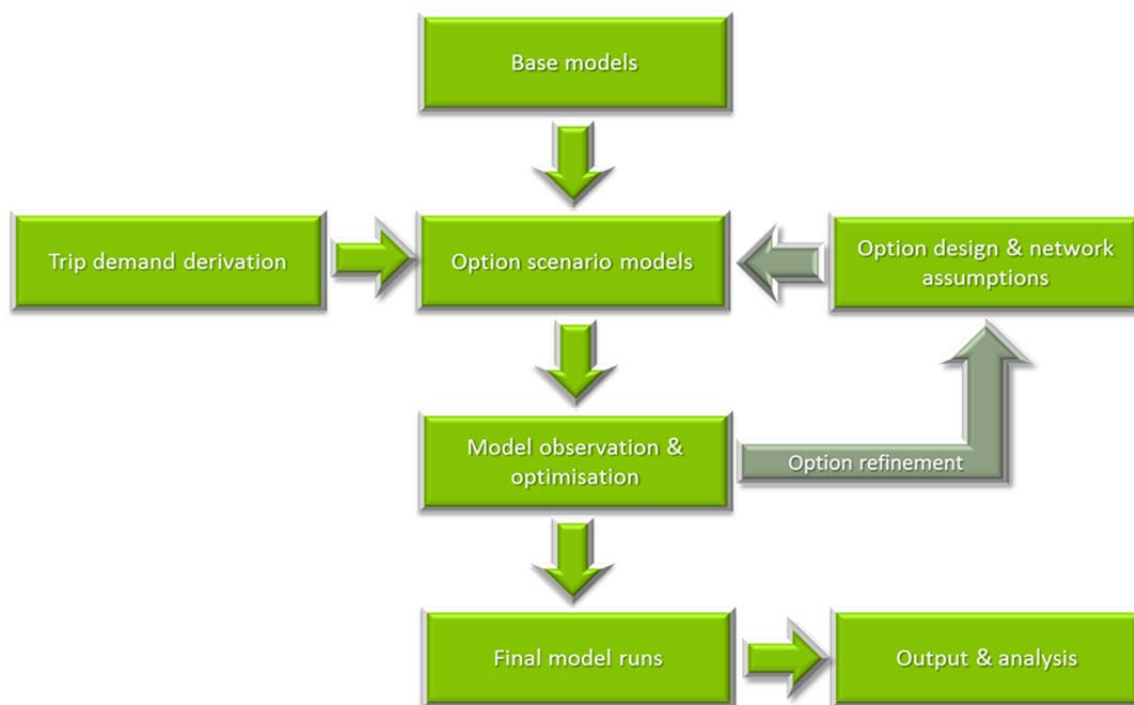 Base models
Trip demand derivation
Option scenario models
Option design & network
assumptions
Model observation &
optimisation
Option refinement
Final model runs
Output & analysis